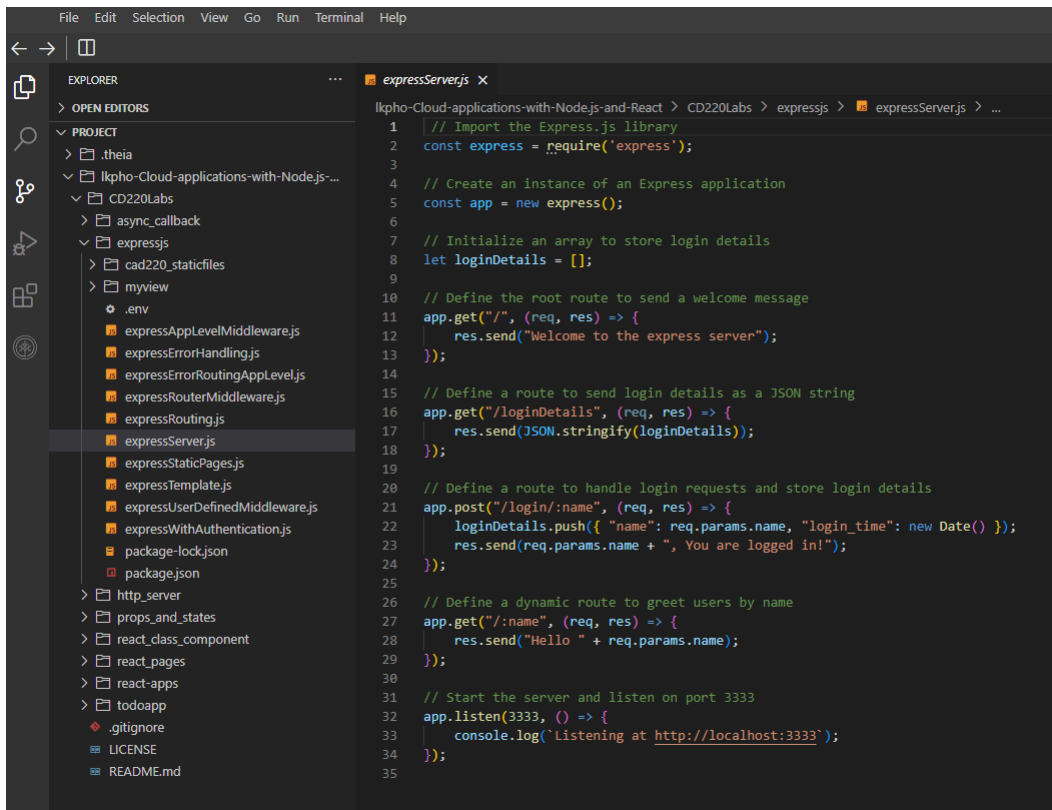 File Edit Selection View Go Run Terminal Help
EXPLORER ...
OPEN EDITORS
PROJECT
.theia
lkpho-Cloud-applications-with-Node.js-...
CD220Labs
async_callback
expressjs
cad220_staticfiles
myview
.env
expressAppLevelMiddleware.js
expressErrorHandling.js
expressErrorRoutingAppLevel.js
expressRouterMiddleware.js
expressRouting.js
expressServer.js
expressStaticPages.js
expressTemplate.js
expressUserDefinedMiddleware.js
expressWithAuthentication.js
package-lock.json
package.json
http_server
props_and_states
react_class_component
react_pages
react-apps
todoapp
.gitignore
LICENSE
README.md
JS expressServer.js ×
lkpho-Cloud-applications-with-Node.js-and-React > CD220Labs > expressjs > JS expressServer.js > ...
1 // Import the Express.js library
2 const express = require('express');
3
4 // Create an instance of an Express application
5 const app = new express();
6
7 // Initialize an array to store login details
8 let loginDetails = [];
9
10 // Define the root route to send a welcome message
11 app.get("/", (req, res) => {
12     res.send("Welcome to the express server");
13 });
14
15 // Define a route to send login details as a JSON string
16 app.get("/loginDetails", (req, res) => {
17     res.send(JSON.stringify(loginDetails));
18 });
19
20 // Define a route to handle login requests and store login details
21 app.post("/login/:name", (req, res) => {
22     loginDetails.push({ "name": req.params.name, "login_time": new Date() });
23     res.send(req.params.name + ", You are logged in!");
24 });
25
26 // Define a dynamic route to greet users by name
27 app.get("/:name", (req, res) => {
28     res.send("Hello " + req.params.name);
29 });
30
31 // Start the server and listen on port 3333
32 app.listen(3333, () => {
33     console.log(`Listening at http://localhost:3333`);
34 });
35